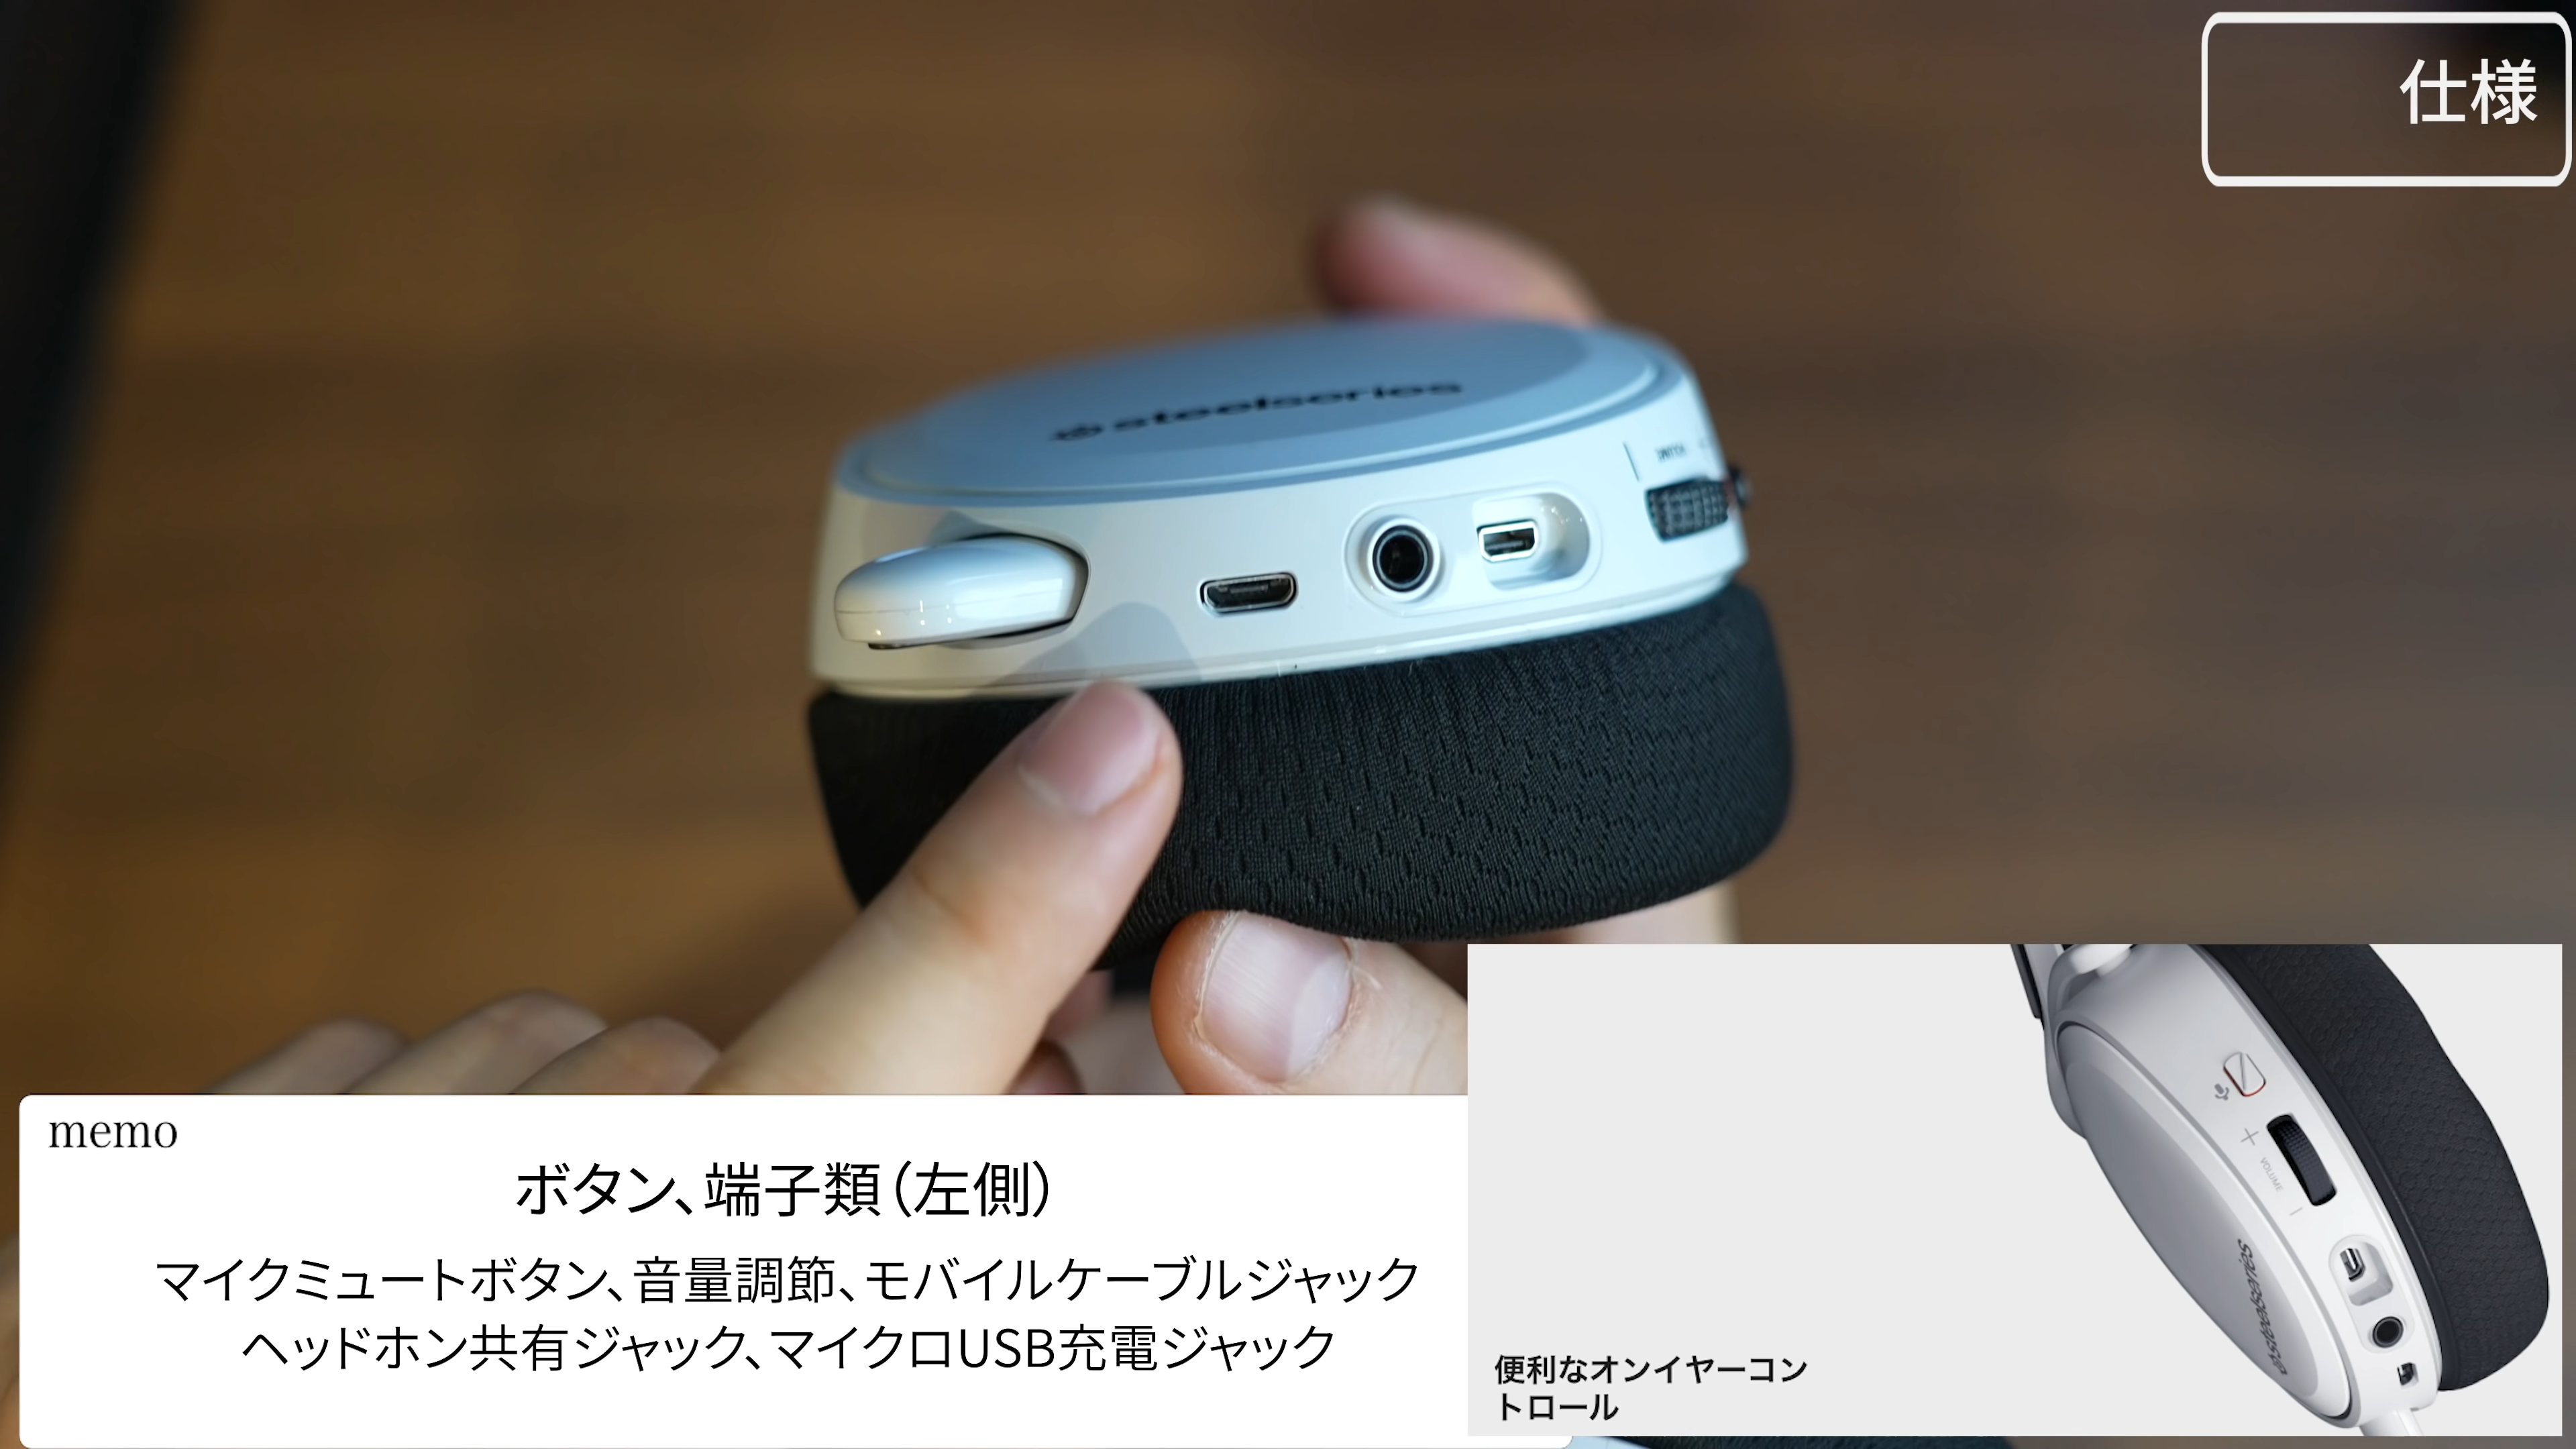 仕様
steelseries
VOLUME
memo
ボタン、端子類（左側）
マイクミュートボタン、音量調節、モバイルケーブルジャック
ヘッドホン共有ジャック、マイクロUSB充電ジャック
VOLUME
steelseries
便利なオンイヤーコン
トロール